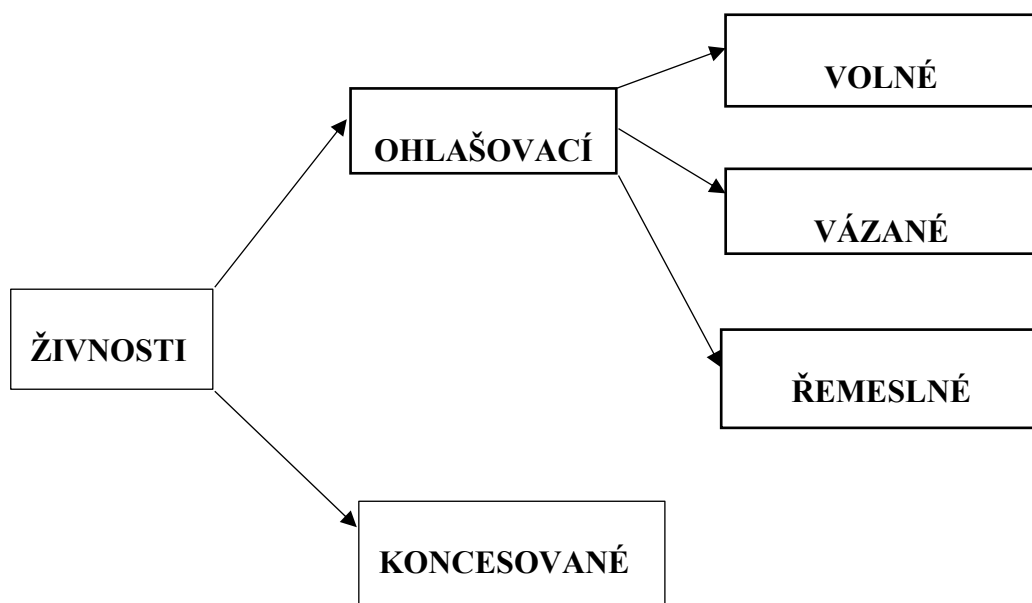 VOLNÉ
OHLAŠOVACÍ
VÁZANÉ
ŽIVNOSTI
ŘEMESLNÉ
KONCESOVANÉ